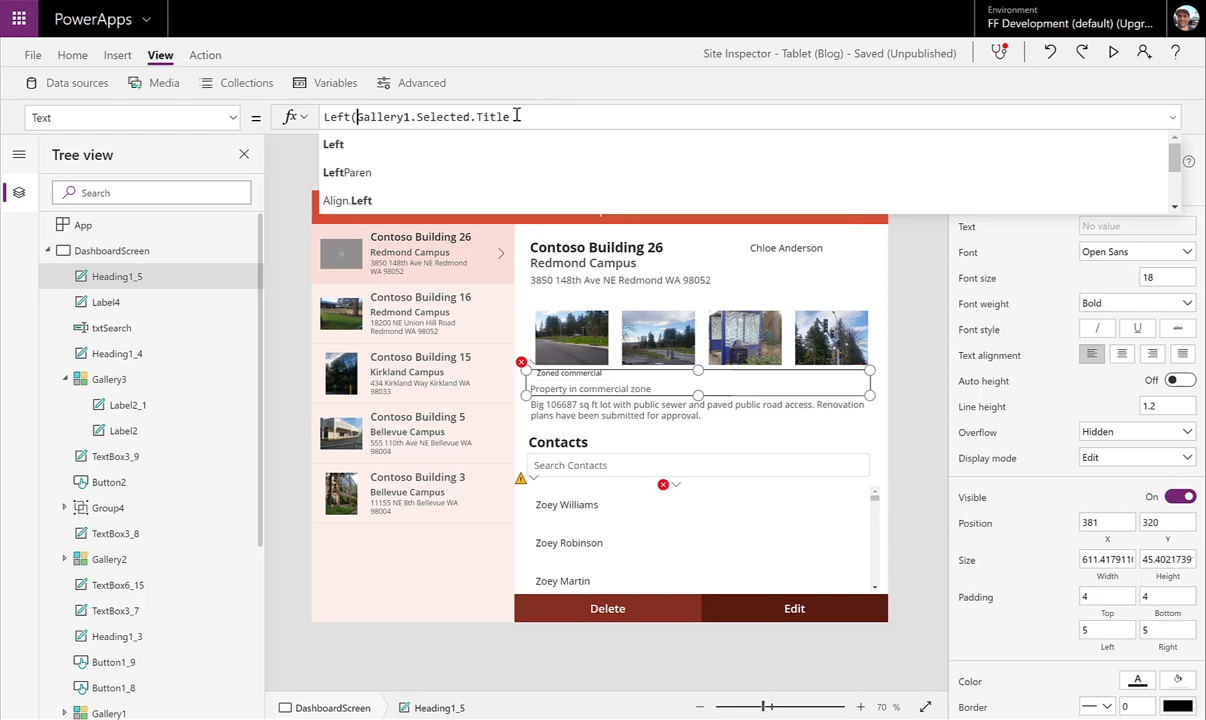 PowerApps
Environment
FF Development (default) (Upgr...
File
Home
Insert
View
Action
Site Inspector - Tablet (Blog) - Saved (Unpublished)
Data sources
Media
Collections
Variables
Advanced
Text
=
fx
Left(Gallery1.Selected.Title
Left
LeftParen
Align.Left
Tree view
Search
App
DashboardScreen
Heading1_5
Label4
txtSearch
Heading1_4
Gallery3
Label2_1
Label2
TextBox3_9
Button2
Group4
TextBox3_8
Gallery2
TextBox6_15
TextBox3_7
Heading1_3
Button1_9
Button1_8
Gallery1
Contoso Building 26
Redmond Campus
3850 148th Ave NE Redmond
WA 98052
Contoso Building 16
Redmond Campus
18200 NE Union Hill Road
Redmond WA 98052
Contoso Building 15
Kirkland Campus
434 Kirkland Way Kirkland WA
98033
Contoso Building 5
Bellevue Campus
555 110th Ave NE Bellevue WA
98004
Contoso Building 3
Bellevue Campus
11155 NE 8th Bellevue WA
98004
Contoso Building 26
Chloe Anderson
Redmond Campus
3850 148th Ave NE Redmond WA 98052
Zoned commercial
Property in commercial zone
Big 106687 sq ft lot with public sewer and paved public road access. Renovation
plans have been submitted for approval.
Contacts
Search Contacts
Zoey Williams
Zoey Robinson
Zoey Martin
Delete
Edit
Text
No value
Font
Open Sans
Font size
18
Font weight
Bold
Font style
/
U
abc
Text alignment
Auto height
Off
Line height
1.2
Overflow
Hidden
Display mode
Edit
Visible
On
Position
381
320
X
Y
Size
611.4179110
45.4021739
Width
Height
Padding
4
4
Top
Bottom
5
5
Left
Right
Color
A
Border
0
DashboardScreen
Heading1_5
70 %